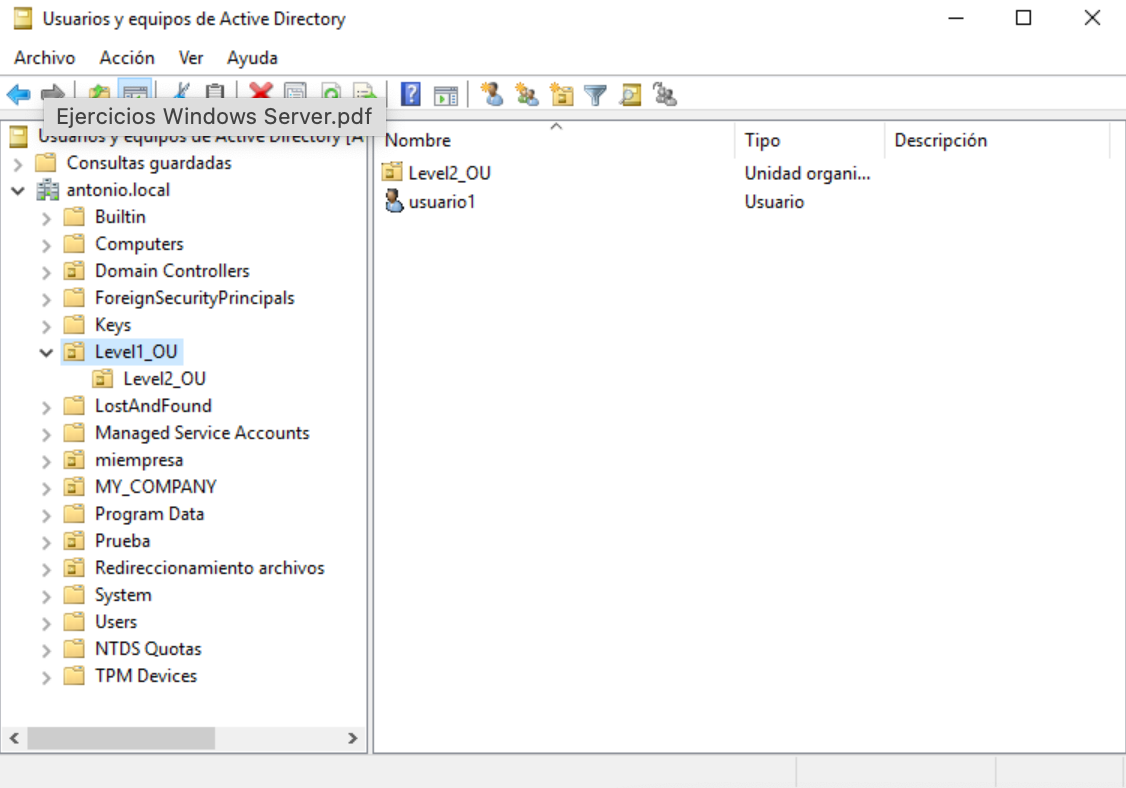 Usuarios y equipos de Active Directory
Archivo Acción Ver Ayuda
Ejercicios Windows Server.pdf
Usuarios y equipos de Active Directory [A
Nombre Tipo Descripción
Consultas guardadas
antonio.local
Builtin
Computers
Domain Controllers
ForeignSecurityPrincipals
Keys
Level1_OU
Level2_OU
LostAndFound
Managed Service Accounts
miempresa
MY_COMPANY
Program Data
Prueba
Redireccionamiento archivos
System
Users
NTDS Quotas
TPM Devices
Level2_OU Unidad organi...
usuario1 Usuario